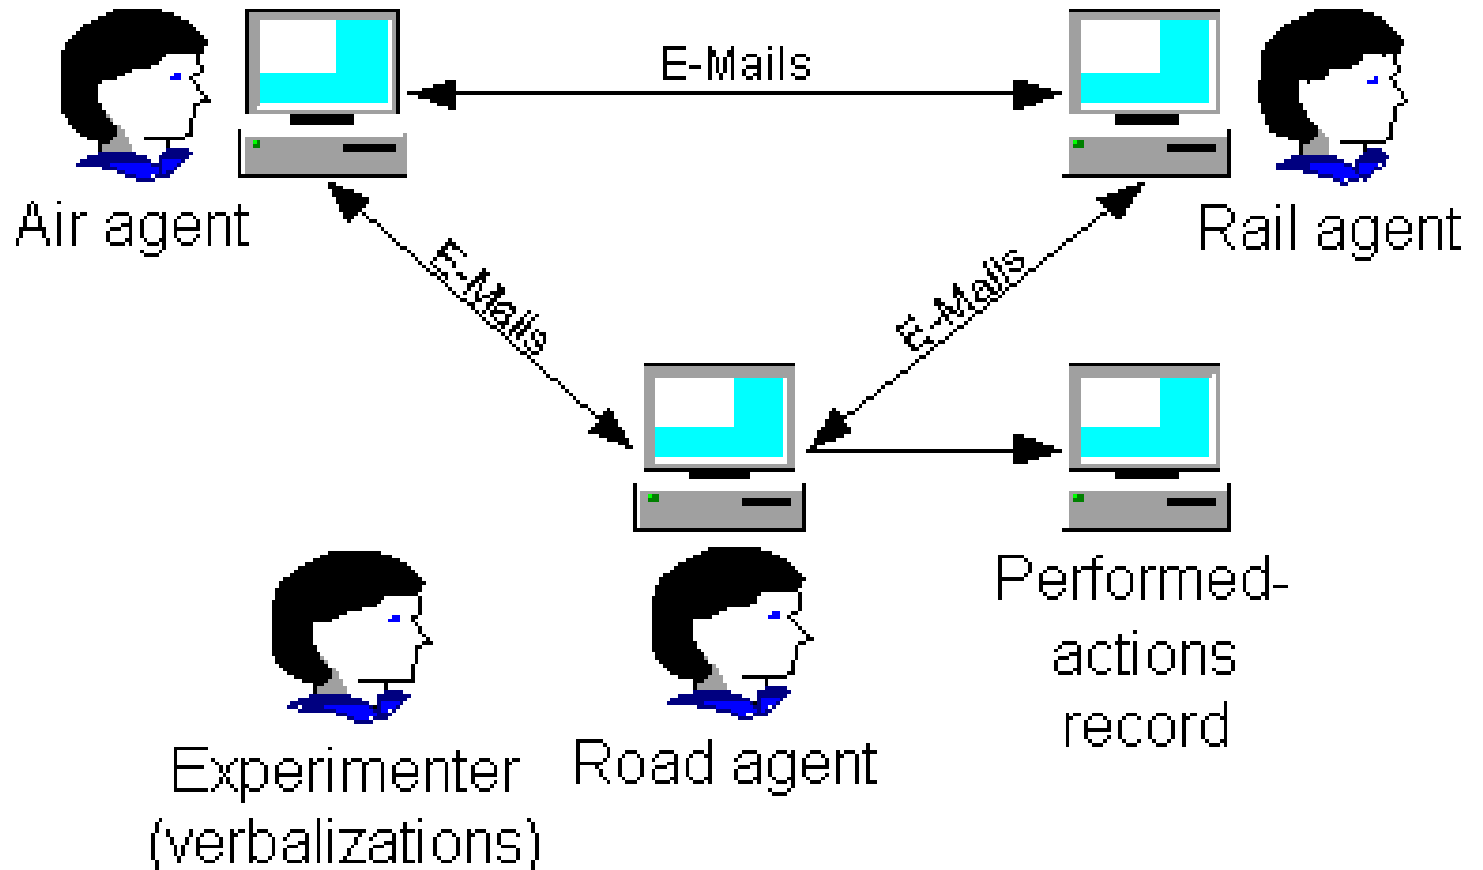 E-Mails
Air agent
Rail agent
E-Mails
E-Mails
Performed-
actions
record
Experimenter
(verbalizations)
Road agent